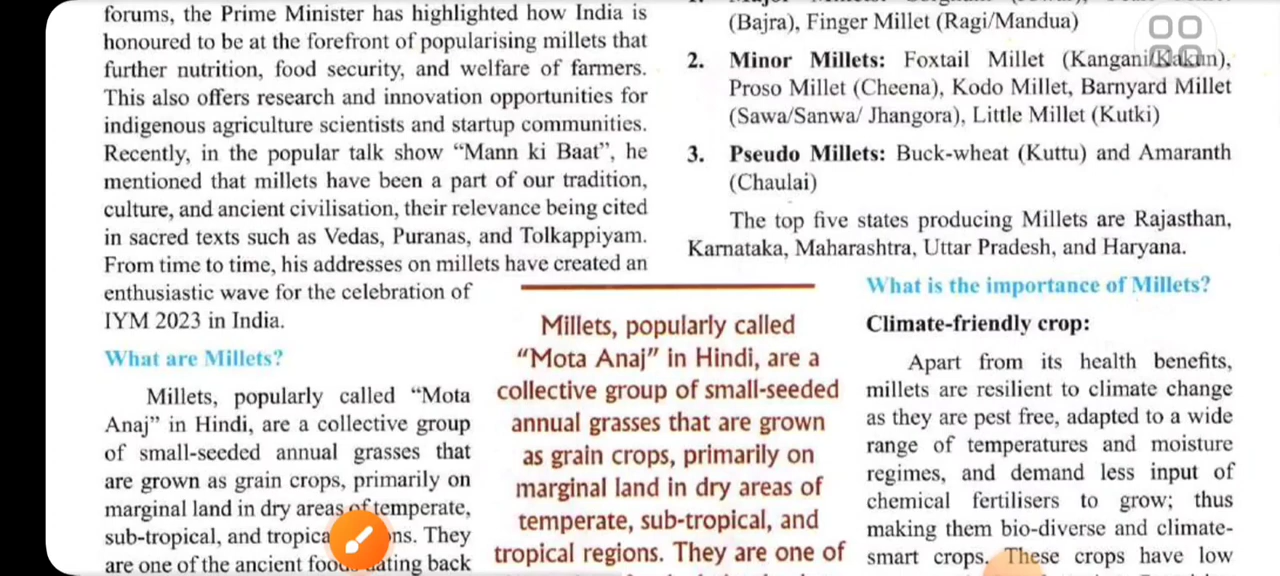 forums, the Prime Minister has highlighted how India is
honoured to be at the forefront of popularising millets that
further nutrition, food security, and welfare of farmers.
This also offers research and innovation opportunities for
indigenous agriculture scientists and startup communities.
Recently, in the popular talk show “Mann ki Baat”, he
mentioned that millets have been a part of our tradition,
culture, and ancient civilisation, their relevance being cited
in sacred texts such as Vedas, Puranas, and Tolkappiyam.
From time to time, his addresses on millets have created an
enthusiastic wave for the celebration of
IYM 2023 in India.
What are Millets?
Millets, popularly called “Mota
Anaj” in Hindi, are a collective group
of small-seeded annual grasses that
are grown as grain crops, primarily on
marginal land in dry areas of temperate,
sub-tropical, and tropica ns. They
are one of the ancient foods dating back
Millets, popularly called
“Mota Anaj” in Hindi, are a
collective group of small-seeded
annual grasses that are grown
as grain crops, primarily on
marginal land in dry areas of
temperate, sub-tropical, and
tropical regions. They are one of
(Bajra), Finger Millet (Ragi/Mandua)
2. Minor Millets: Foxtail Millet (Kangani/Kakun),
Proso Millet (Cheena), Kodo Millet, Barnyard Millet
(Sawa/Sanwa/ Jhangora), Little Millet (Kutki)
3. Pseudo Millets: Buck-wheat (Kuttu) and Amaranth
(Chaulai)
The top five states producing Millets are Rajasthan,
Karnataka, Maharashtra, Uttar Pradesh, and Haryana.
What is the importance of Millets?
Climate-friendly crop:
Apart from its health benefits,
millets are resilient to climate change
as they are pest free, adapted to a wide
range of temperatures and moisture
regimes, and demand less input of
chemical fertilisers to grow; thus
making them bio-diverse and climate-
smart crops. These crops have low